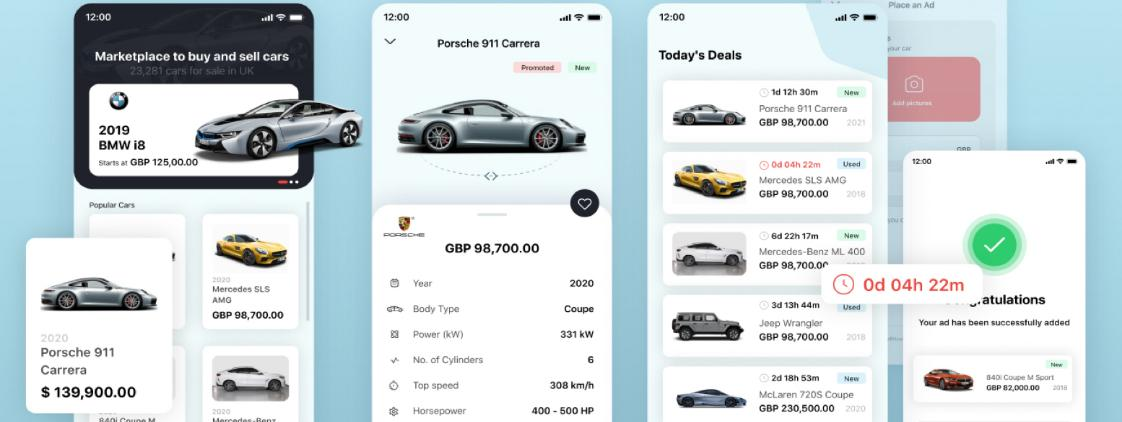 12:00
Marketplace to buy and sell cars
23,281 cars for sale in UK
2019
BMW i8
Starts at GBP 125,00.00
Popular Cars
2020
Mercedes SLS
AMG
GBP 98,700.00
2020
Porsche 911
Carrera
$ 139,900.00
2020
840i Coupe M
Mercedes-Benz
12:00
Porsche 911 Carrera
Promoted
New
PORSCHE
GBP 98,700.00
Year 2020
Body Type Coupe
Power (kW) 331 kW
No. of Cylinders 6
Top speed 308 km/h
Horsepower 400 - 500 HP
12:00
Today's Deals
1d 12h 30m New
Porsche 911 Carrera
GBP 98,700.00 2021
0d 04h 22m Used
Mercedes SLS AMG
GBP 98,700.00 2018
6d 22h 17m New
Mercedes-Benz ML 400
GBP 98,700.00
3d 13h 44m Used
Jeep Wrangler
GBP 98,700.00 2018
2d 18h 53m New
McLaren 720S Coupe
GBP 230,500.00 2020
0d 04h 22m
Place an Ad
your car
Add pictures
GBP
12:00
Congratulations
Your ad has been successfully added
New
840i Coupe M Sport
GBP 82,000.00 2018